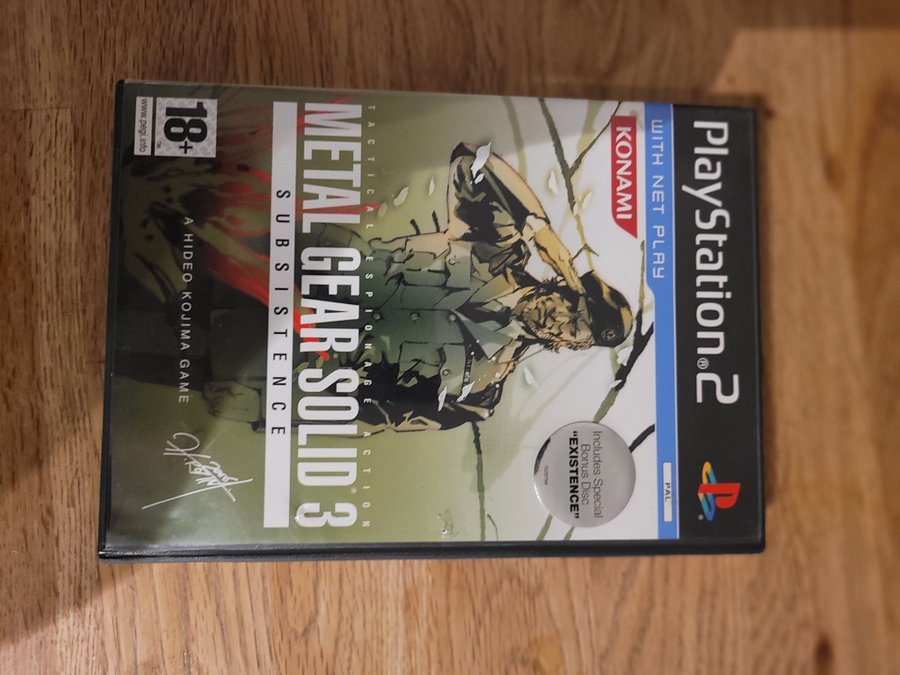 PlayStation®2
PAL
WITH NET PLAY
KONAMI
Includes Special
Bonus Disc
"EXISTENCE"
TACTICAL ESPIONAGE ACTION
METAL GEAR SOLID® 3
SUBSISTENCE
A HIDEO KOJIMA GAME
18+
™
www.pegi.info